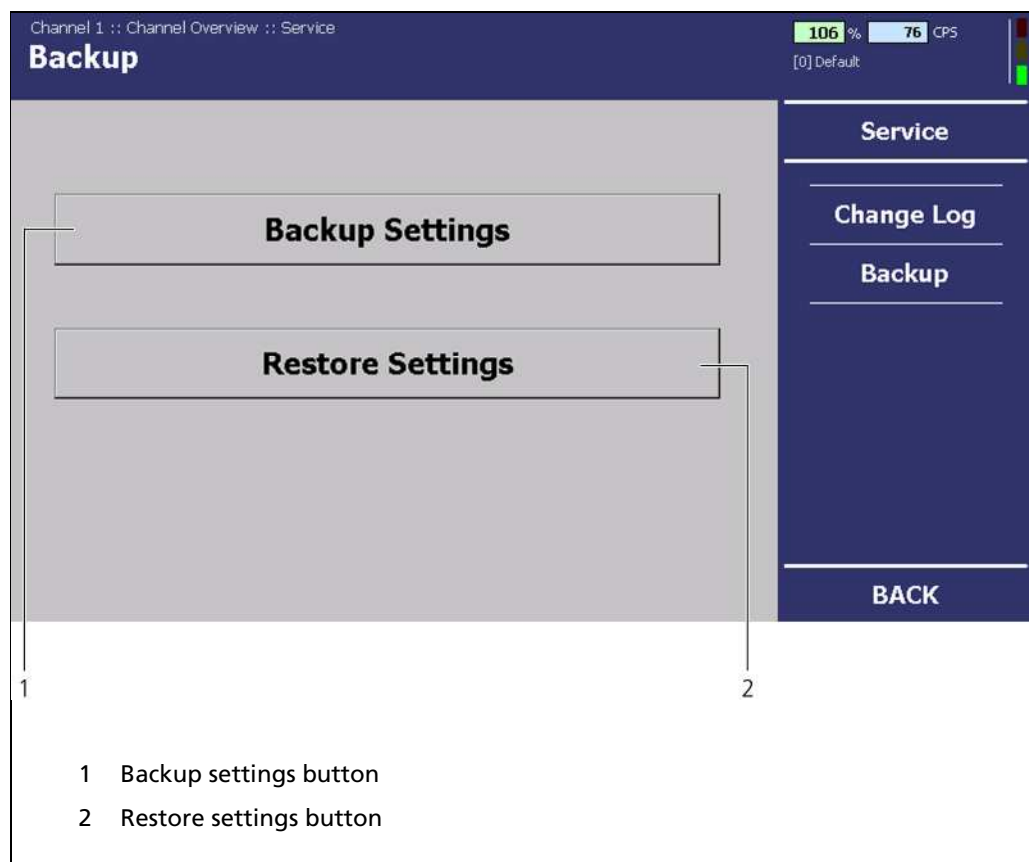 Channel 1 :: Channel Overview :: Service
Backup
106 % 76 CPS
[0] Default
Service
Backup Settings
Change Log
Backup
Restore Settings
BACK
1 2
1 Backup settings button
2 Restore settings button